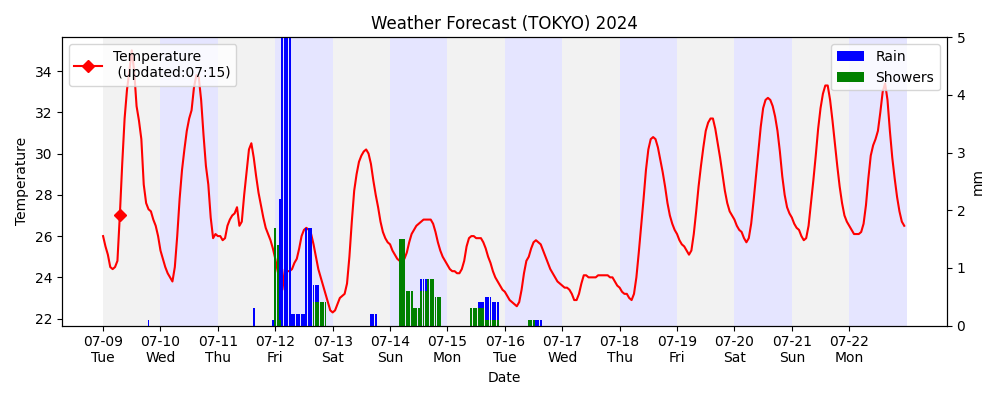 Weather Forecast (TOKYO) 2024
Temperature
(updated:07:15)
Rain
Showers
Temperature
34
32
30
28
26
24
22
5
4
3
2
1
0
mm
07-09 07-10 07-11 07-12 07-13 07-14 07-15 07-16 07-17 07-18 07-19 07-20 07-21 07-22
Tue Wed Thu Fri Sat Sun Mon Tue Wed Thu Fri Sat Sun Mon
Date